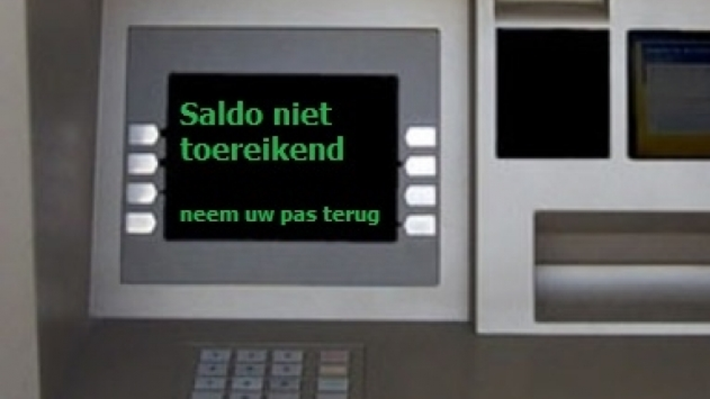 Saldo niet
toereikend
neem uw pas terug